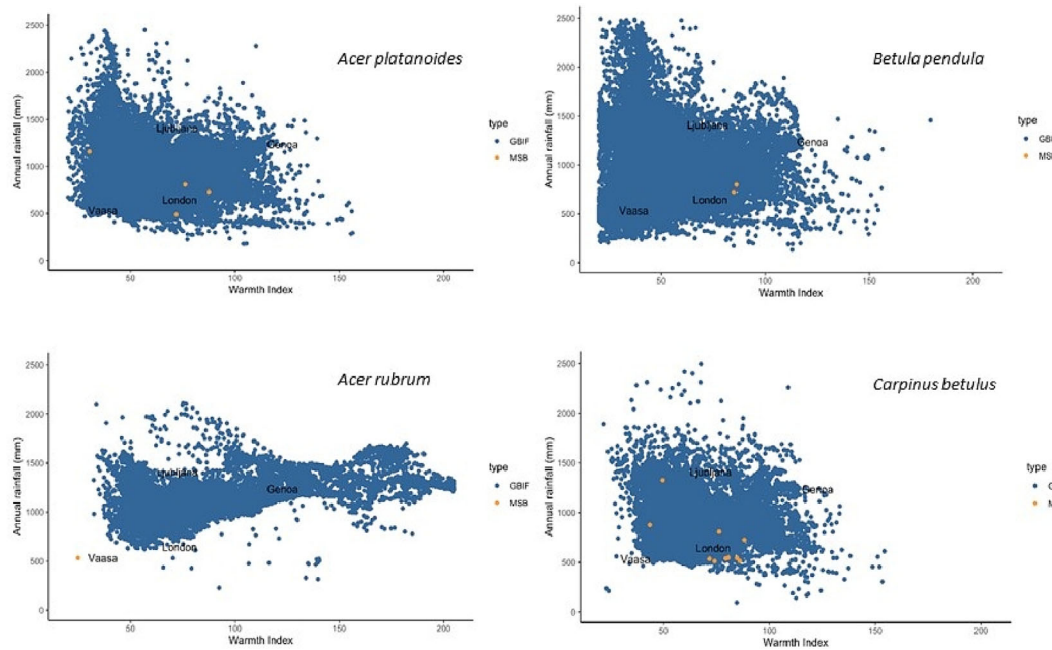 Acer platanoides
Annual rainfall (mm)
2500
2000
1500
1000
500
0
Ljubljana
Genoa
London
Vaasa
50
100
150
200
Warmth Index
type
GBIF
MSB
Betula pendula
Annual rainfall (mm)
2500
2000
1500
1000
500
0
Ljubljana
Genoa
London
Vaasa
50
100
150
200
Warmth Index
type
GBI
MSB
Acer rubrum
Annual rainfall (mm)
2500
2000
1500
1000
500
0
Ljubljana
Genoa
London
Vaasa
50
100
150
200
Warmth Index
type
GBIF
MSB
Carpinus betulus
Annual rainfall (mm)
2500
2000
1500
1000
500
0
Ljubljana
Genoa
London
Vaasa
50
100
150
200
Warmth Index
type
G
M